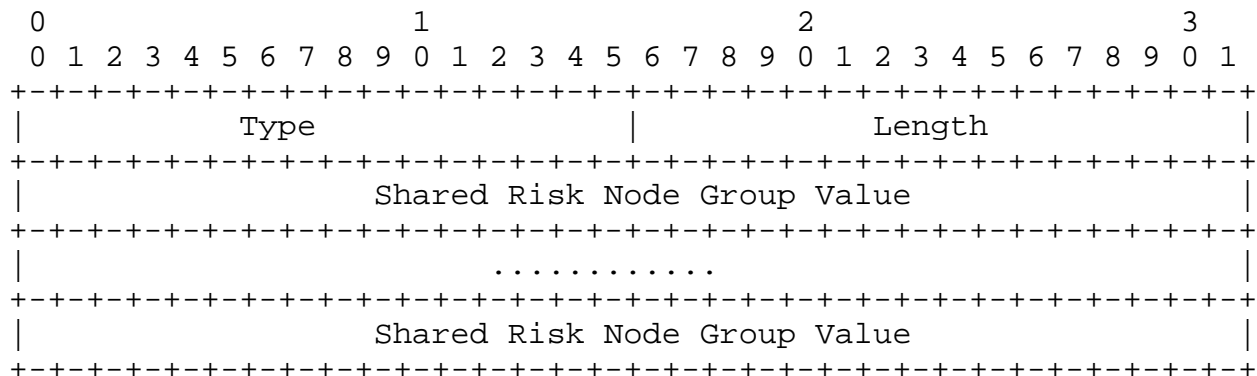 0                   1                   2                   3
 0 1 2 3 4 5 6 7 8 9 0 1 2 3 4 5 6 7 8 9 0 1 2 3 4 5 6 7 8 9 0 1
+-+-+-+-+-+-+-+-+-+-+-+-+-+-+-+-+-+-+-+-+-+-+-+-+-+-+-+-+-+-+-+-+
|           Type                |            Length             |
+-+-+-+-+-+-+-+-+-+-+-+-+-+-+-+-+-+-+-+-+-+-+-+-+-+-+-+-+-+-+-+-+
|                  Shared Risk Node Group Value                 |
+-+-+-+-+-+-+-+-+-+-+-+-+-+-+-+-+-+-+-+-+-+-+-+-+-+-+-+-+-+-+-+-+
|                        ............                           |
+-+-+-+-+-+-+-+-+-+-+-+-+-+-+-+-+-+-+-+-+-+-+-+-+-+-+-+-+-+-+-+-+
|                  Shared Risk Node Group Value                 |
+-+-+-+-+-+-+-+-+-+-+-+-+-+-+-+-+-+-+-+-+-+-+-+-+-+-+-+-+-+-+-+-+